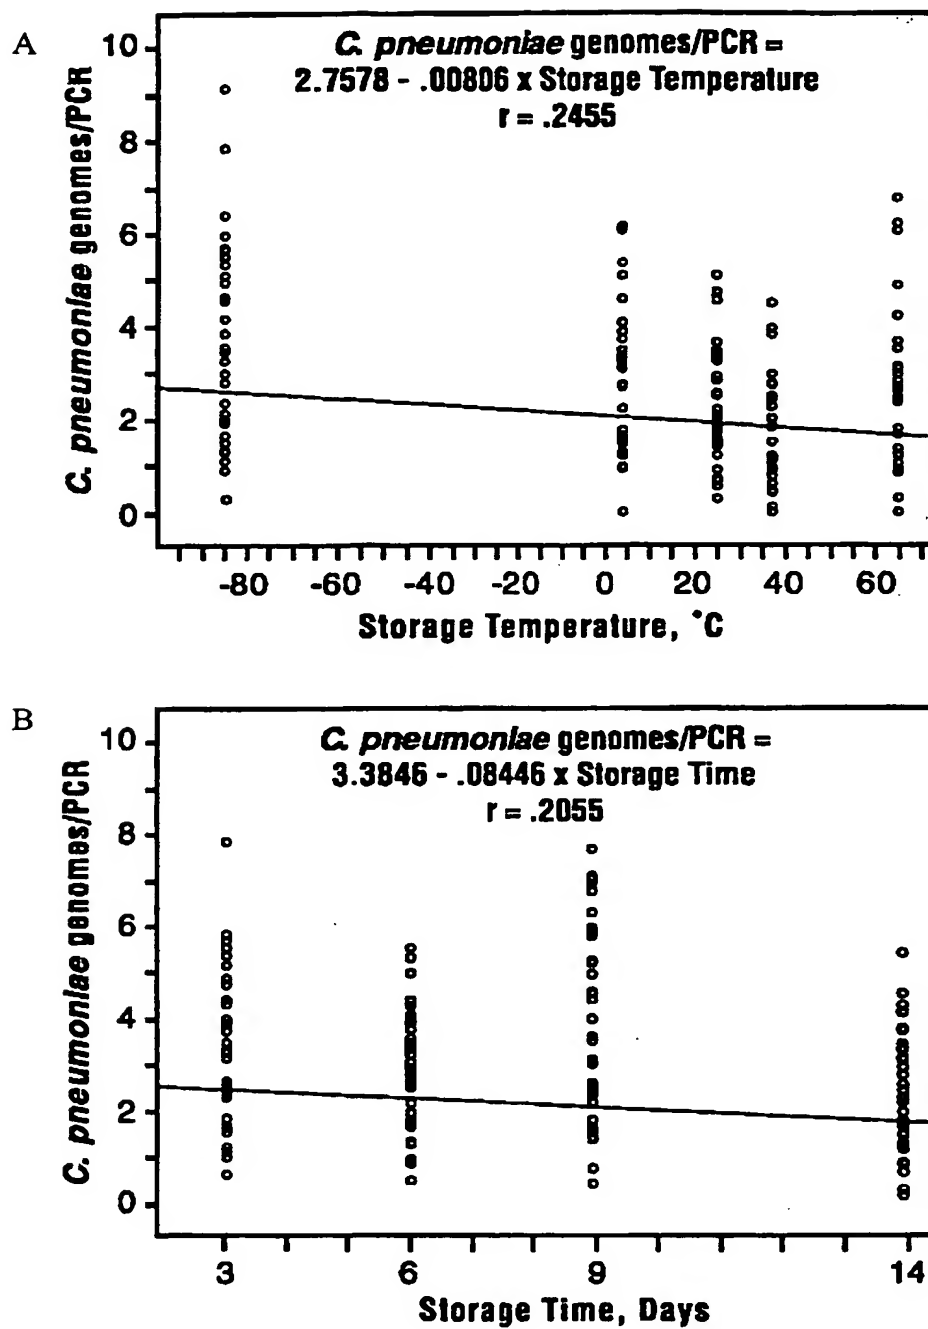 A
C. pneumoniae genomes/PCR =
2.7578 - .00806 x Storage Temperature
r = .2455
C. pneumoniae genomes/PCR
10
8
6
4
2
0
-80 -60 -40 -20 0 20 40 60
Storage Temperature, °C
B
C. pneumoniae genomes/PCR =
3.3846 - .08446 x Storage Time
r = .2055
C. pneumoniae genomes/PCR
10
8
6
4
2
0
3 6 9 14
Storage Time, Days